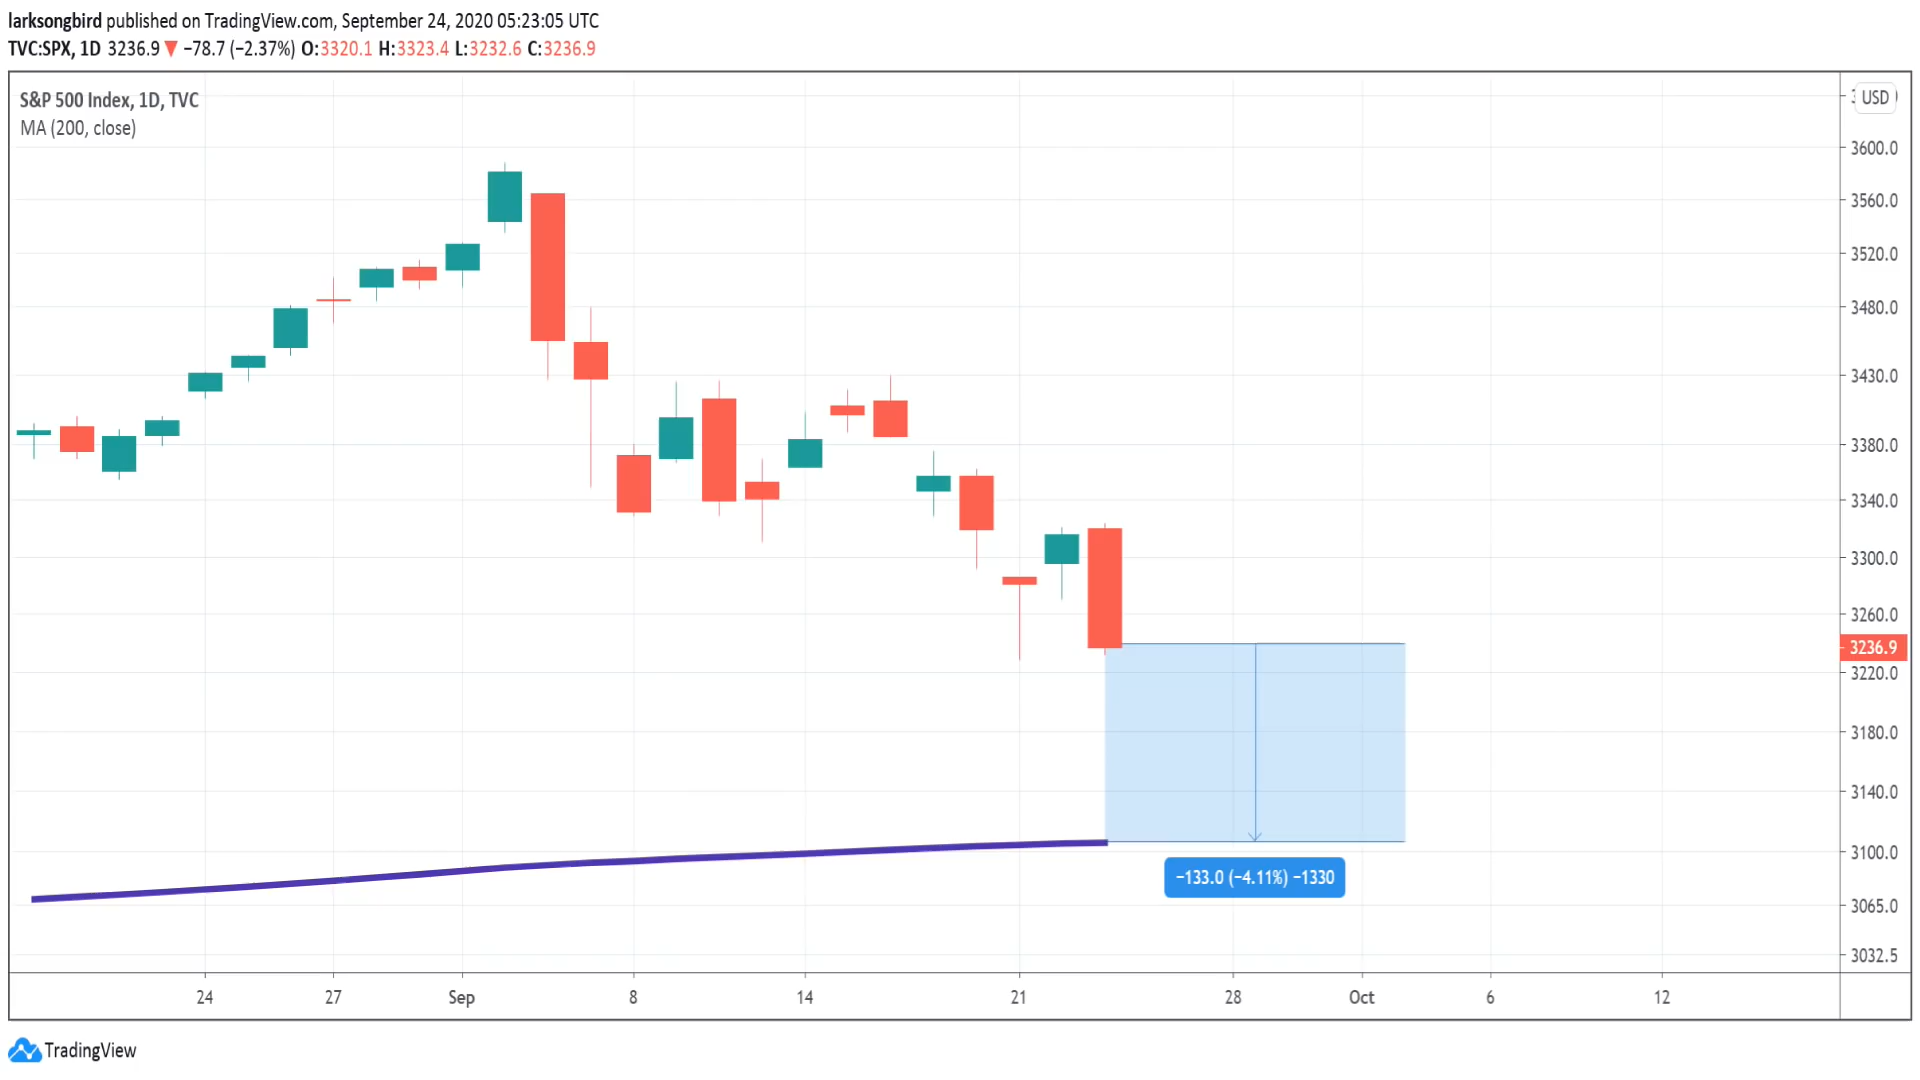 larksongbird published on TradingView.com, September 24, 2020 05:23:05 UTC
TVC:SPX, 1D 3236.9 ▼ −78.7 (−2.37%) O:3320.1 H:3323.4 L:3232.6 C:3236.9
S&P 500 Index, 1D, TVC
MA (200, close)
USD
3600.0
3560.0
3520.0
3480.0
3430.0
3380.0
3340.0
3300.0
3260.0
3236.9
3220.0
3180.0
3140.0
3100.0
3065.0
3032.5
−133.0 (−4.11%) −1330
24 27 Sep 8 14 21 28 Oct 6 12
TradingView